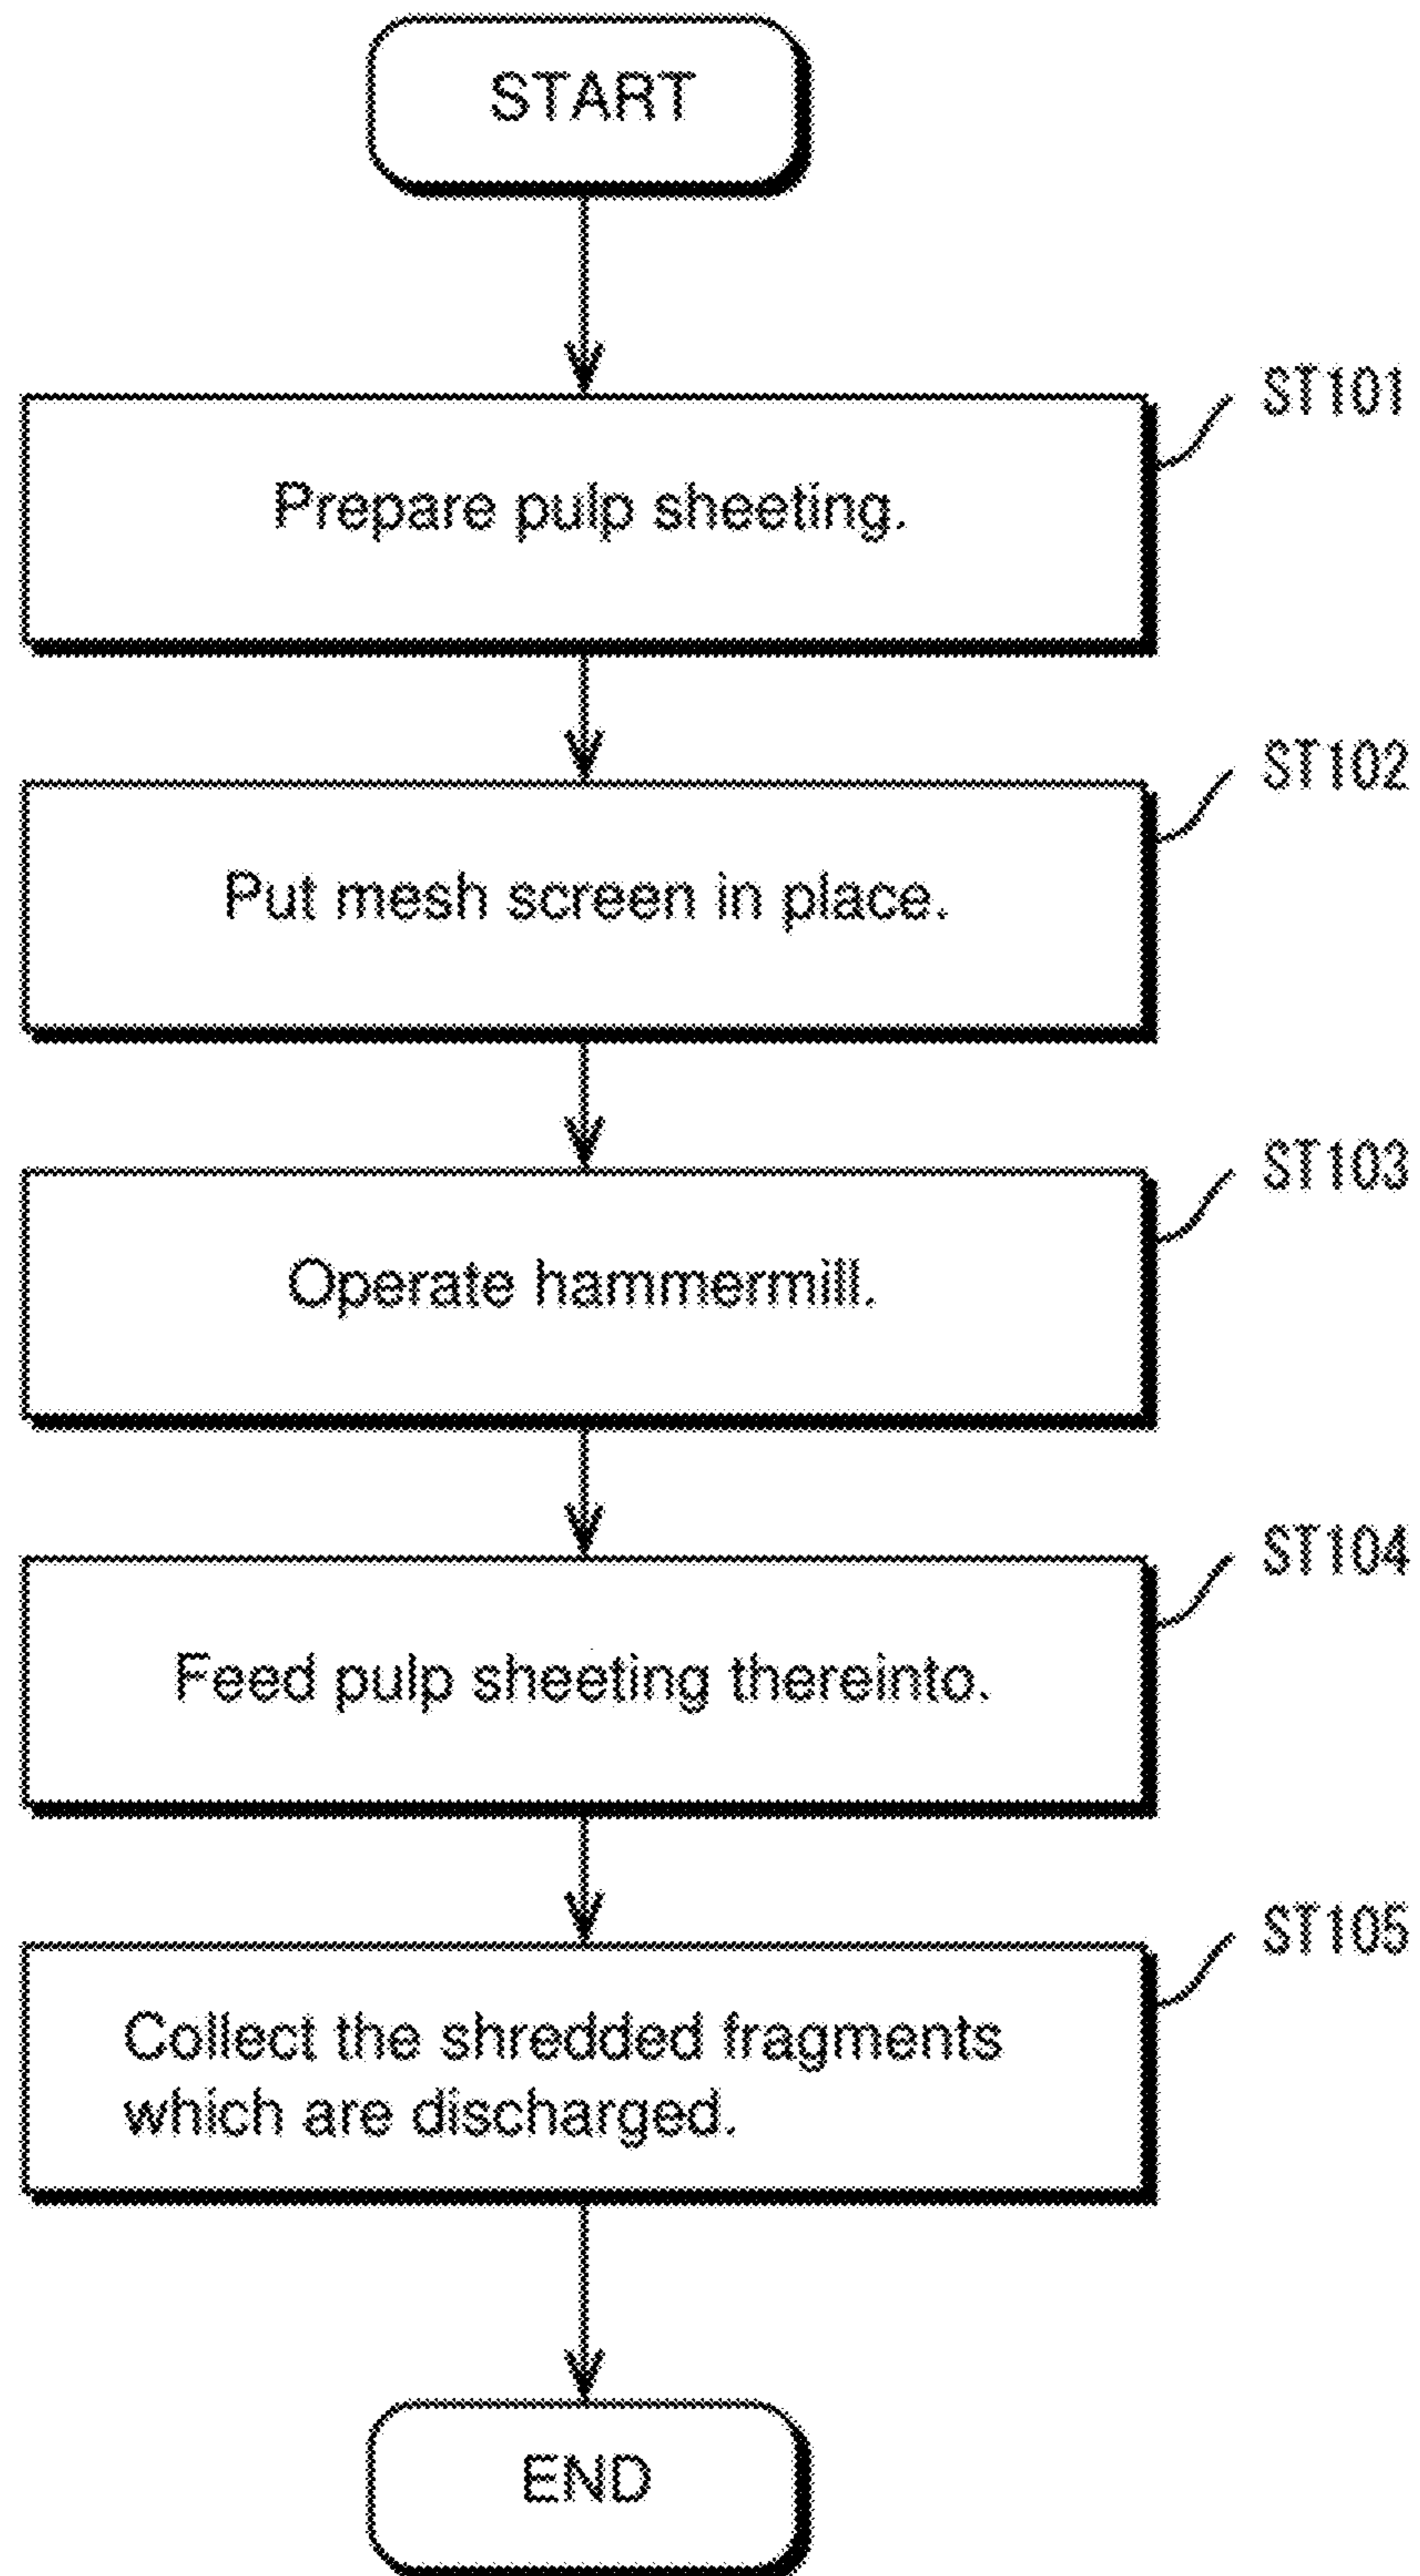 START
ST101
Prepare pulp sheeting.
ST102
Put mesh screen in place.
ST103
Operate hammermill.
ST104
Feed pulp sheeting thereinto.
ST105
Collect the shredded fragments
which are discharged.
END